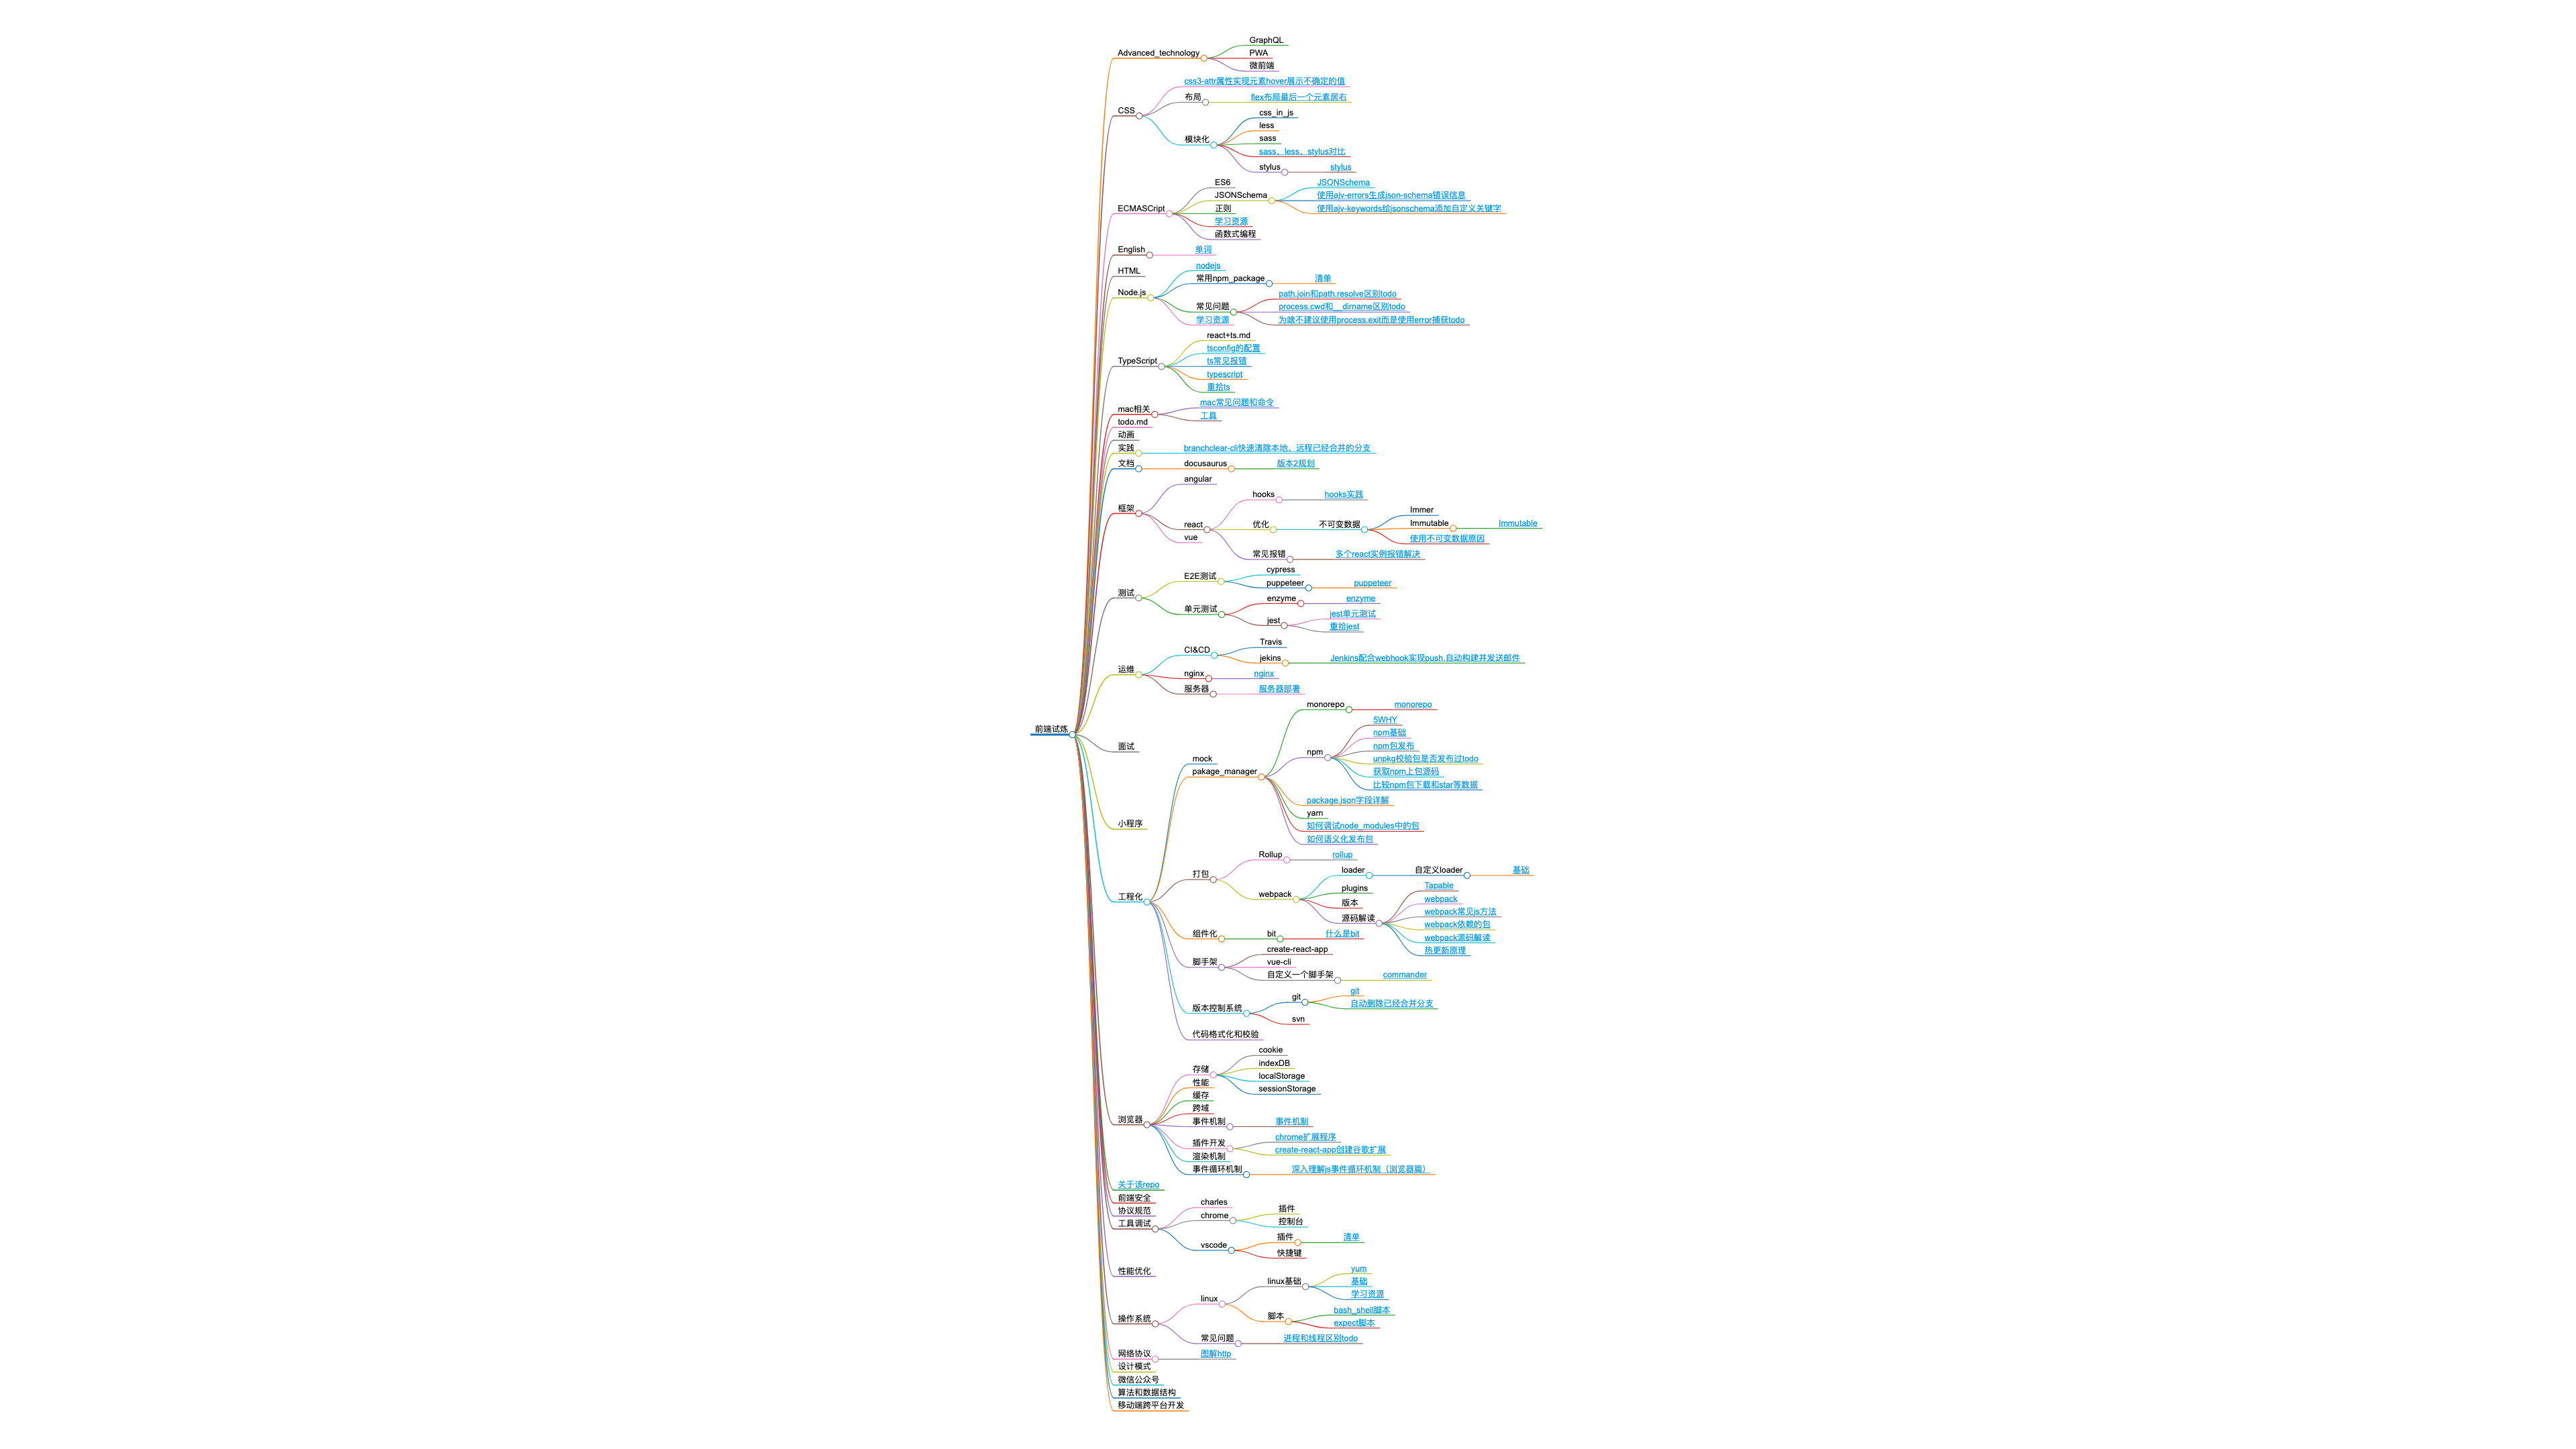 前端试炼
Advanced_technology
GraphQL
PWA
微前端
CSS
css3-attr属性实现元素hover展示不确定的值
布局
flex布局最后一个元素居右
模块化
css_in_js
less
sass
sass、less、stylus对比
stylus
stylus
ECMASCript
ES6
JSONSchema
JSONSchema
使用ajv-errors生成json-schema错误信息
使用ajv-keywords给jsonschema添加自定义关键字
正则
学习资源
函数式编程
English
单词
HTML
Node.js
nodejs
常用npm_package
清单
常见问题
path.join和path.resolve区别todo
process.cwd和__dirname区别todo
为啥不建议使用process.exit而是使用error捕获todo
学习资源
TypeScript
react+ts.md
tsconfig的配置
ts常见报错
typescript
重拾ts
mac相关
mac常见问题和命令
工具
todo.md
动画
实践
branchclear-cli快速清除本地、远程已经合并的分支
文档
docusaurus
版本2规划
框架
angular
react
hooks
hooks实践
优化
不可变数据
Immer
Immutable
Immutable
使用不可变数据原因
常见报错
多个react实例报错解决
vue
测试
E2E测试
cypress
puppeteer
puppeteer
单元测试
enzyme
enzyme
jest
jest单元测试
重拾jest
运维
CI&CD
Travis
jekins
Jenkins配合webhook实现push.自动构建并发送邮件
nginx
nginx
服务器
服务器部署
面试
小程序
工程化
mock
pakage_manager
monorepo
monorepo
npm
5WHY
npm基础
npm包发布
unpkg校验包是否发布过todo
获取npm上包源码
比较npm包下载和star等数据
package.json字段详解
yarn
如何调试node_modules中的包
如何语义化发布包
打包
Rollup
rollup
webpack
loader
自定义loader
基础
plugins
版本
源码解读
Tapable
webpack
webpack常见js方法
webpack依赖的包
webpack源码解读
热更新原理
组件化
bit
什么是bit
脚手架
create-react-app
vue-cli
自定义一个脚手架
commander
版本控制系统
git
git
自动删除已经合并分支
svn
代码格式化和校验
浏览器
存储
cookie
indexDB
localStorage
sessionStorage
性能
缓存
跨域
事件机制
事件机制
插件开发
chrome扩展程序
create-react-app创建谷歌扩展
渲染机制
事件循环机制
深入理解js事件循环机制（浏览器篇）
关于该repo
前端安全
协议规范
工具调试
charles
chrome
插件
控制台
vscode
插件
清单
快捷键
性能优化
操作系统
linux
linux基础
yum
基础
学习资源
脚本
bash_shell脚本
expect脚本
常见问题
进程和线程区别todo
网络协议
图解http
设计模式
微信公众号
算法和数据结构
移动端跨平台开发